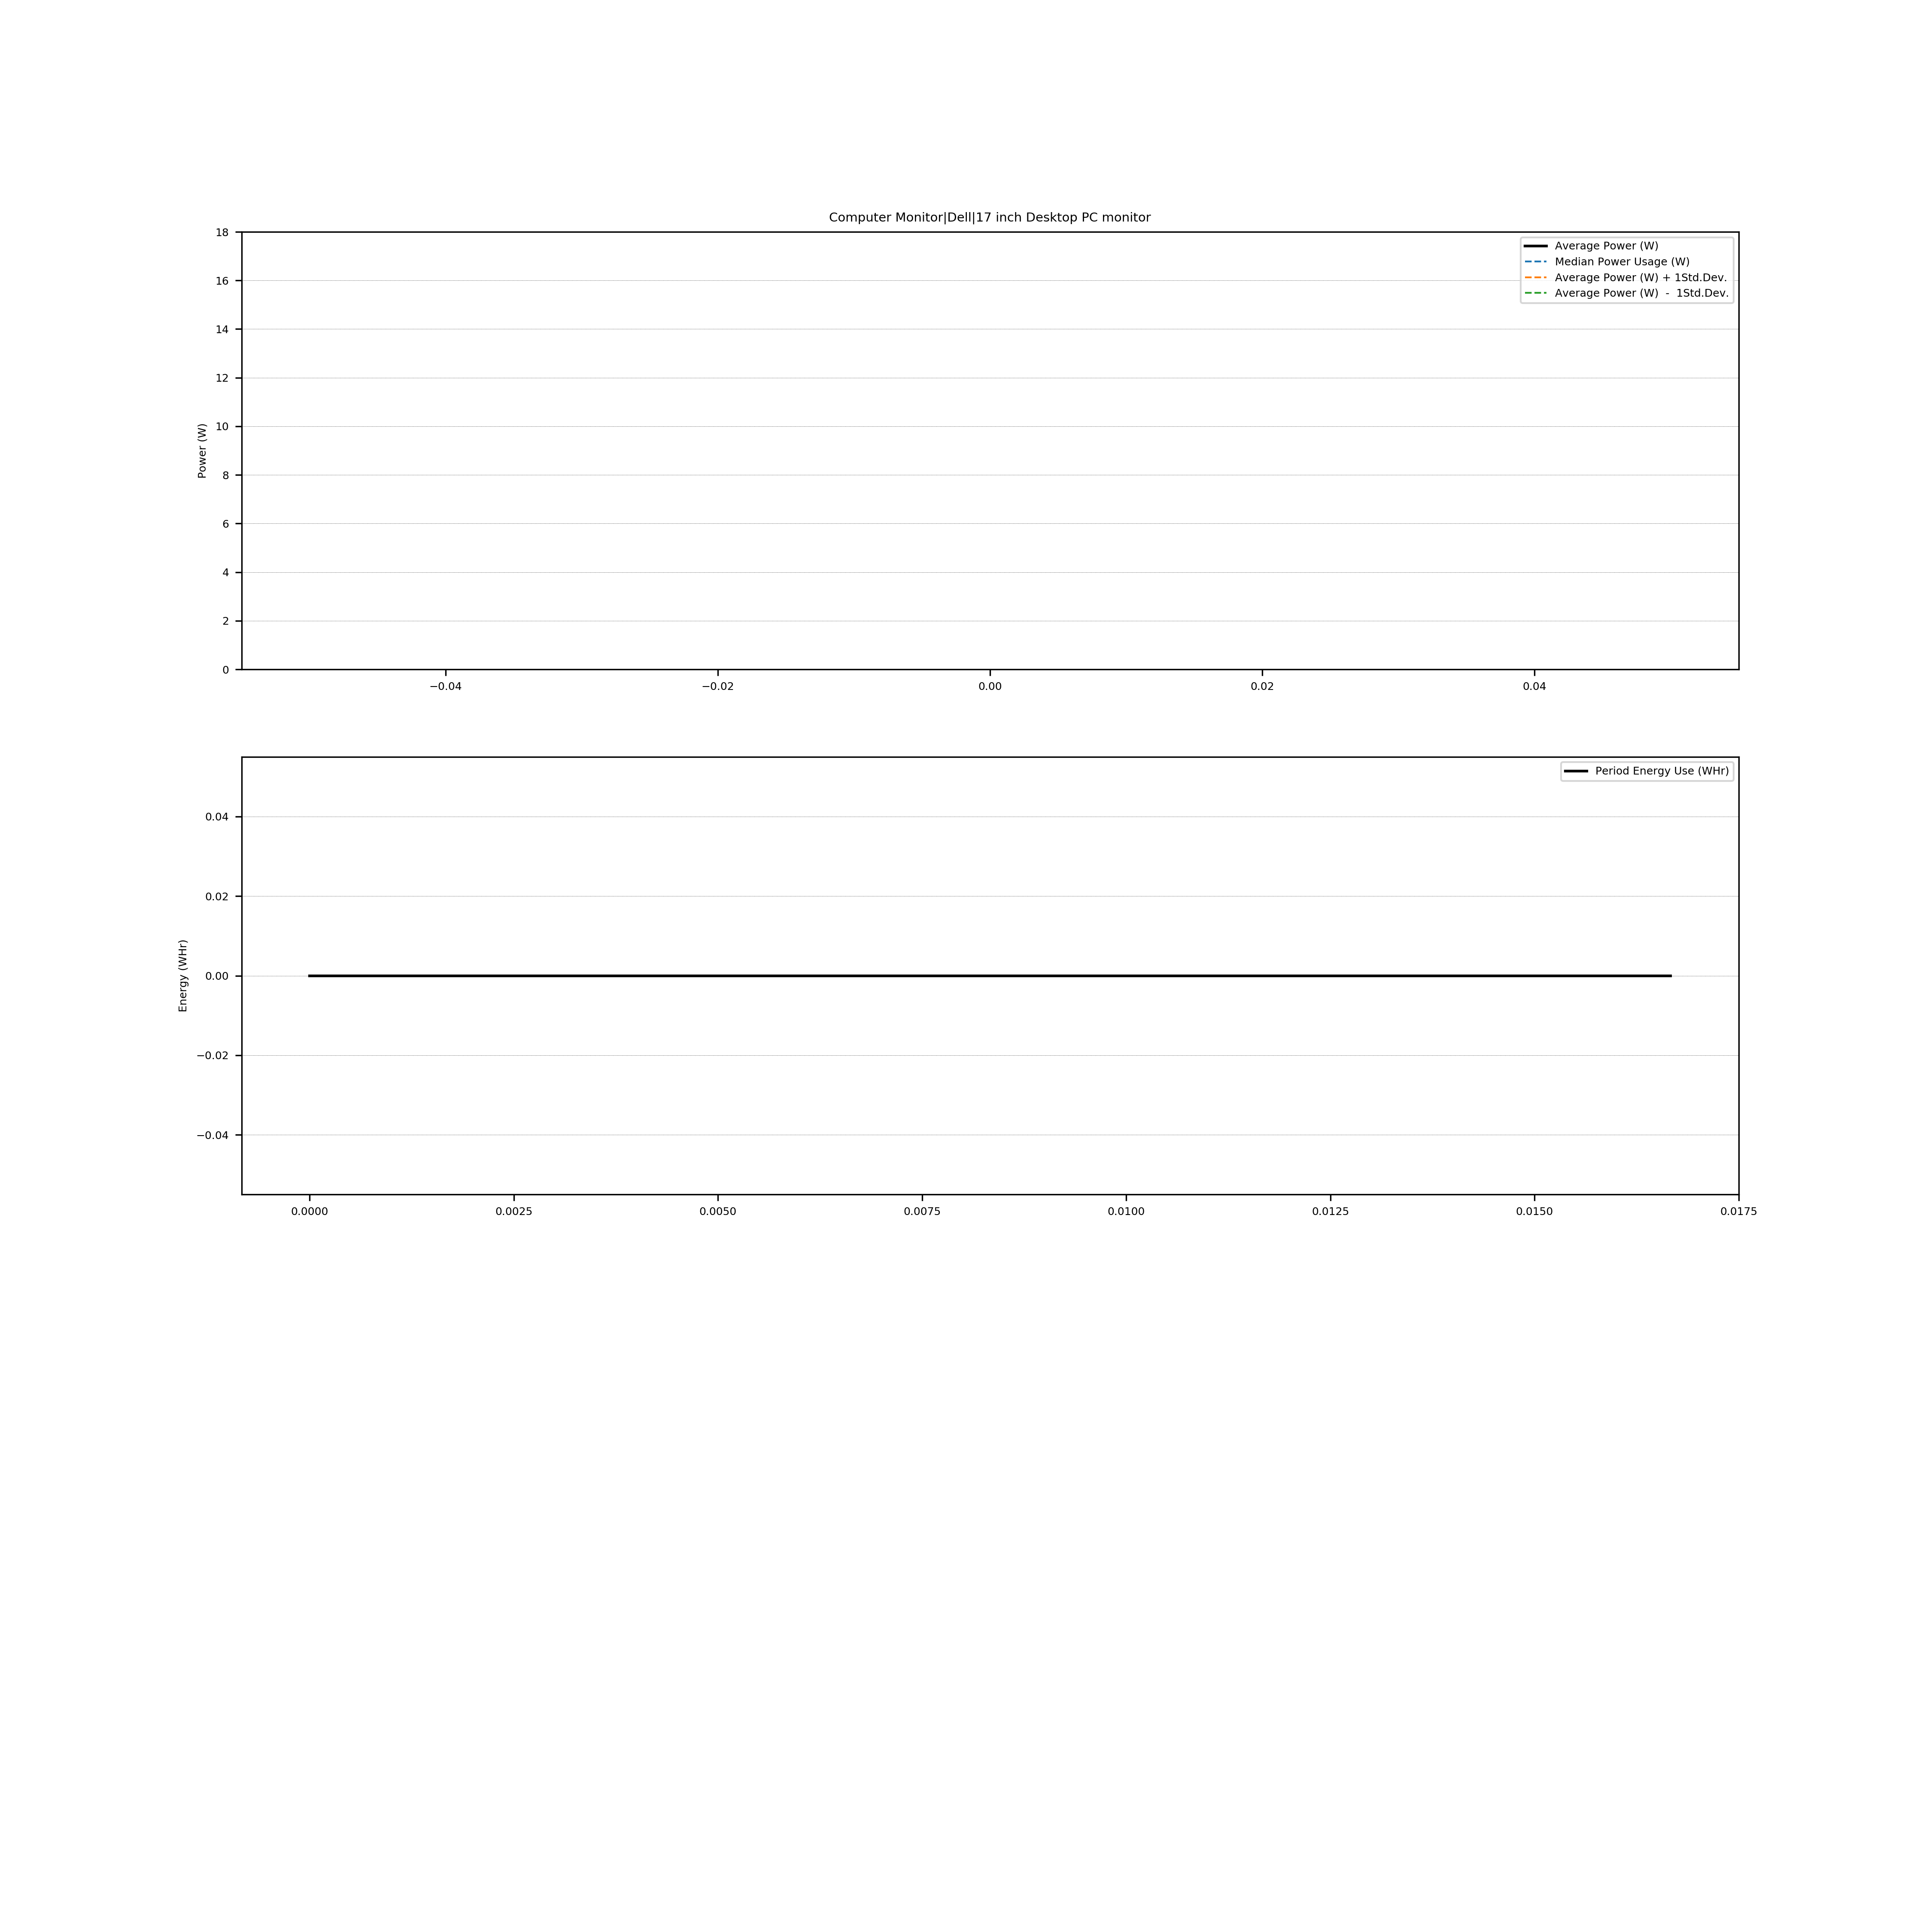 Computer Monitor|Dell|17 inch Desktop PC monitor
18
16
14
12
10
8
6
4
2
0
Power (W)
Average Power (W)
Median Power Usage (W)
Average Power (W) + 1Std.Dev.
Average Power (W)  -  1Std.Dev.
−0.04 −0.02 0.00 0.02 0.04
Period Energy Use (WHr)
0.04
0.02
0.00
−0.02
−0.04
Energy (WHr)
0.0000 0.0025 0.0050 0.0075 0.0100 0.0125 0.0150 0.0175